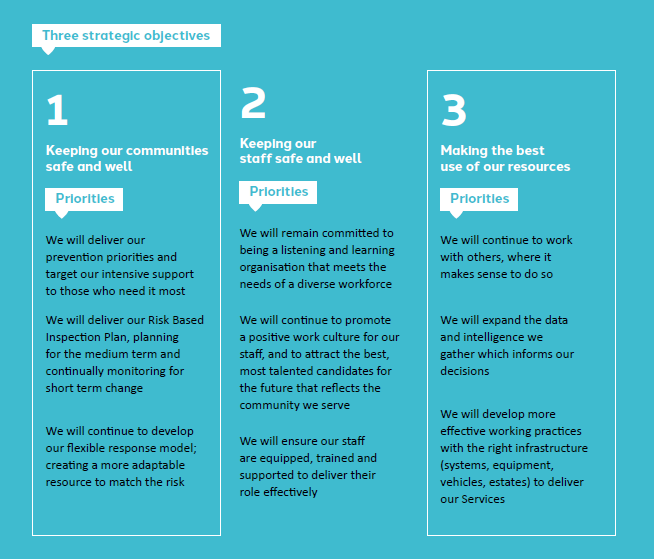 Three strategic objectives
1
Keeping our communities
safe and well
Priorities
We will deliver our
prevention priorities and
target our intensive support
to those who need it most
We will deliver our Risk Based
Inspection Plan, planning
for the medium term and
continually monitoring for
short term change
We will continue to develop
our flexible response model;
creating a more adaptable
resource to match the risk
2
Keeping our
staff safe and well
Priorities
We will remain committed to
being a listening and learning
organisation that meets the
needs of a diverse workforce
We will continue to promote
a positive work culture for our
staff, and to attract the best,
most talented candidates for
the future that reflects the
community we serve
We will ensure our staff
are equipped, trained and
supported to deliver their
role effectively
3
Making the best
use of our resources
Priorities
We will continue to work
with others, where it
makes sense to do so
We will expand the data
and intelligence we
gather which informs our
decisions
We will develop more
effective working practices
with the right infrastructure
(systems, equipment,
vehicles, estates) to deliver
our Services